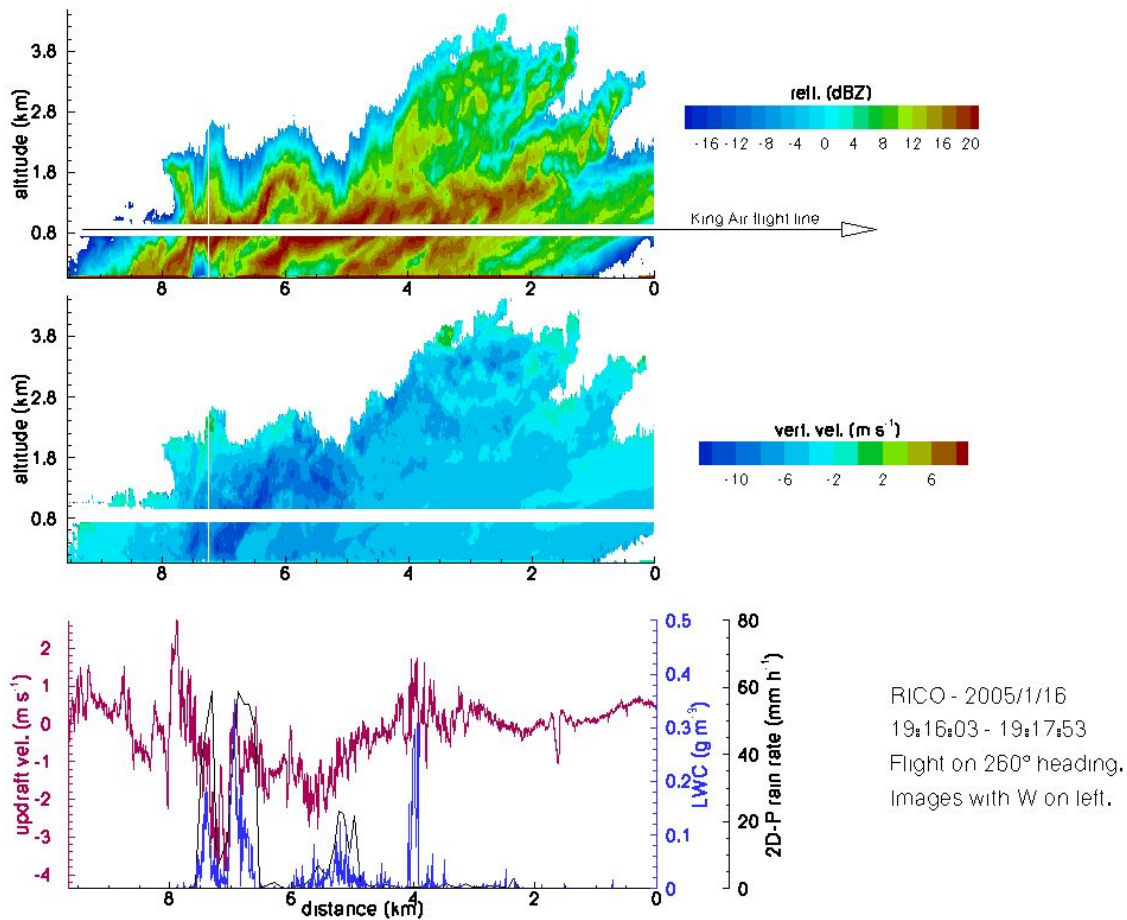 altitude (km)
3.8
2.8
1.8
0.8
8 6 4 2 0
refl. (dBZ)
-16 -12 -8 -4 0 4 8 12 16 20
King Air flight line
altitude (km)
3.8
2.8
1.8
0.8
8 6 4 2 0
vert. vel. (m s⁻¹)
-10 -6 -2 2 6
updraft vel. (m s⁻¹)
2
1
0
-1
-2
-3
-4
8 6 4 2 0
distance (km)
0.5
0.4
0.3
0.2
0.1
0
LWC (g m⁻³)
80
60
40
20
0
2D-P rain rate (mm h⁻¹)
RICO - 2005/1/16
19:16:03 - 19:17:53
Flight on 260° heading.
Images with W on left.